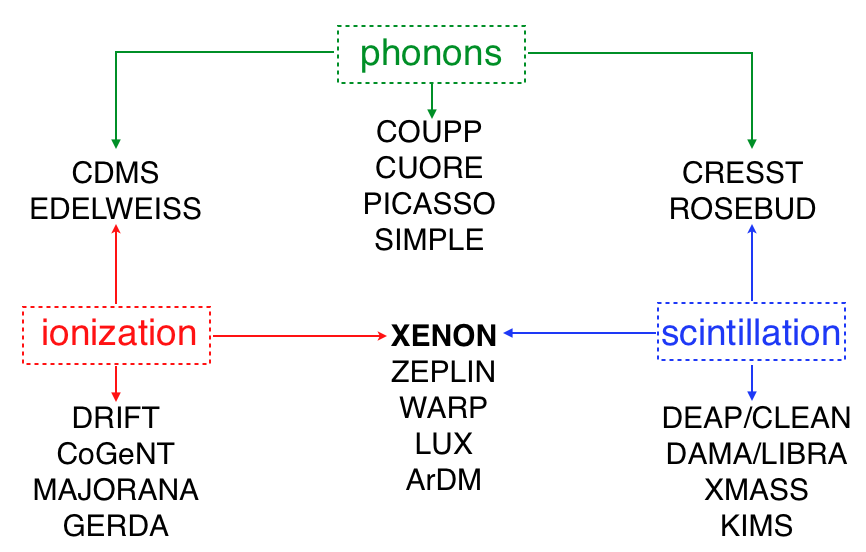 phonons
CDMS
EDELWEISS
COUPP
CUORE
PICASSO
SIMPLE
CRESST
ROSEBUD
ionization
XENON
ZEPLIN
WARP
LUX
ArDM
scintillation
DRIFT
CoGeNT
MAJORANA
GERDA
DEAP/CLEAN
DAMA/LIBRA
XMASS
KIMS